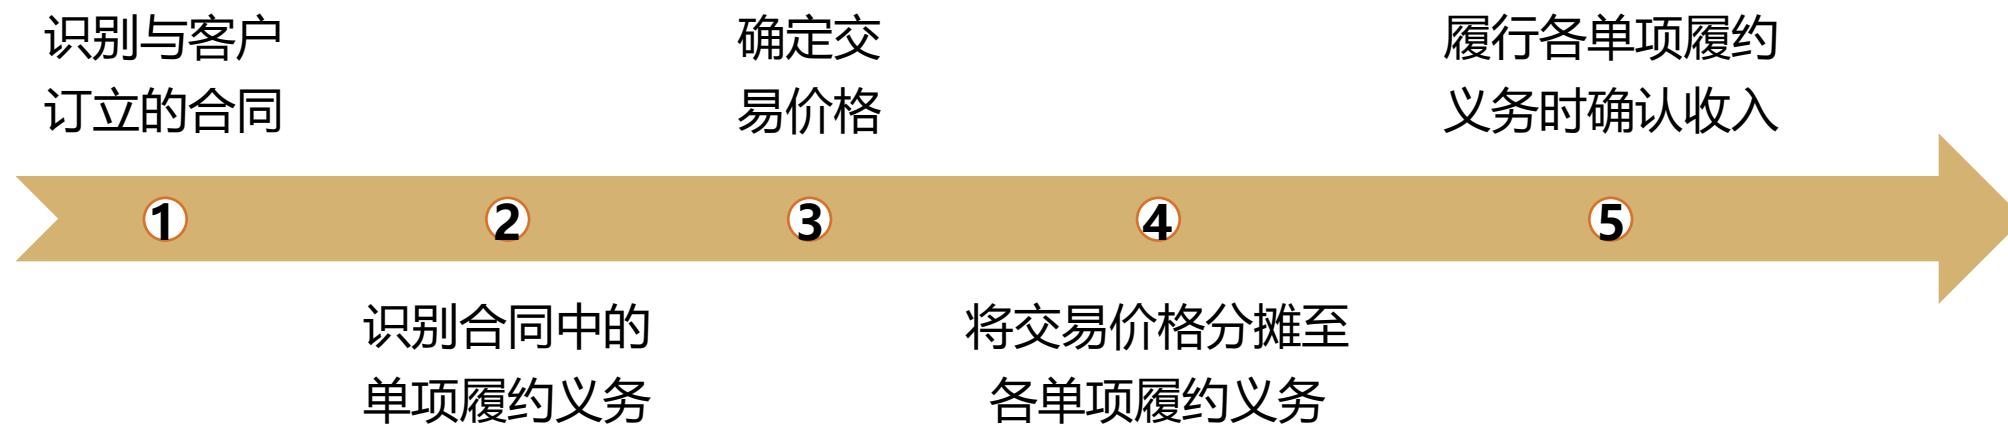 识别与客户
订立的合同
确定交
易价格
履行各单项履约
义务时确认收入
1
2
3
4
5
识别合同中的
单项履约义务
将交易价格分摊至
各单项履约义务